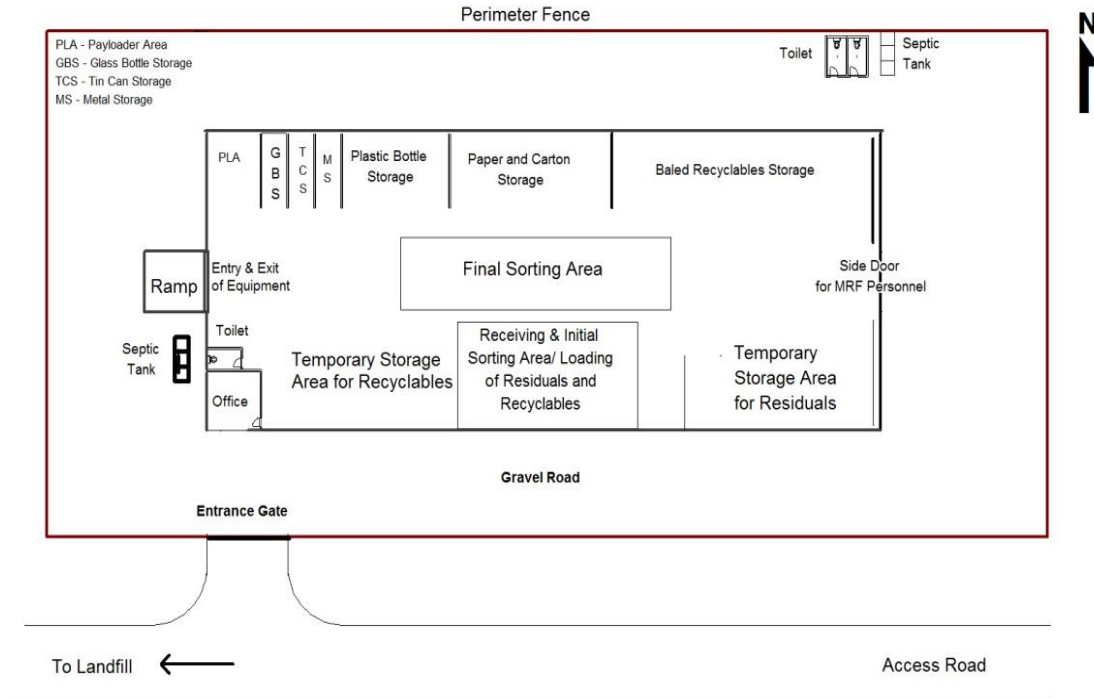 Perimeter Fence
N
PLA - Payloader Area
GBS - Glass Bottle Storage
TCS - Tin Can Storage
MS - Metal Storage
Toilet
Septic
Tank
PLA
G
B
S
T
C
S
M
S
Plastic Bottle
Storage
Paper and Carton
Storage
Baled Recyclables Storage
Ramp
Entry & Exit
of Equipment
Final Sorting Area
Side Door
for MRF Personnel
Septic
Tank
Toilet
Office
Temporary Storage
Area for Recyclables
Receiving & Initial
Sorting Area/ Loading
of Residuals and
Recyclables
Temporary
Storage Area
for Residuals
Gravel Road
Entrance Gate
To Landfill
Access Road